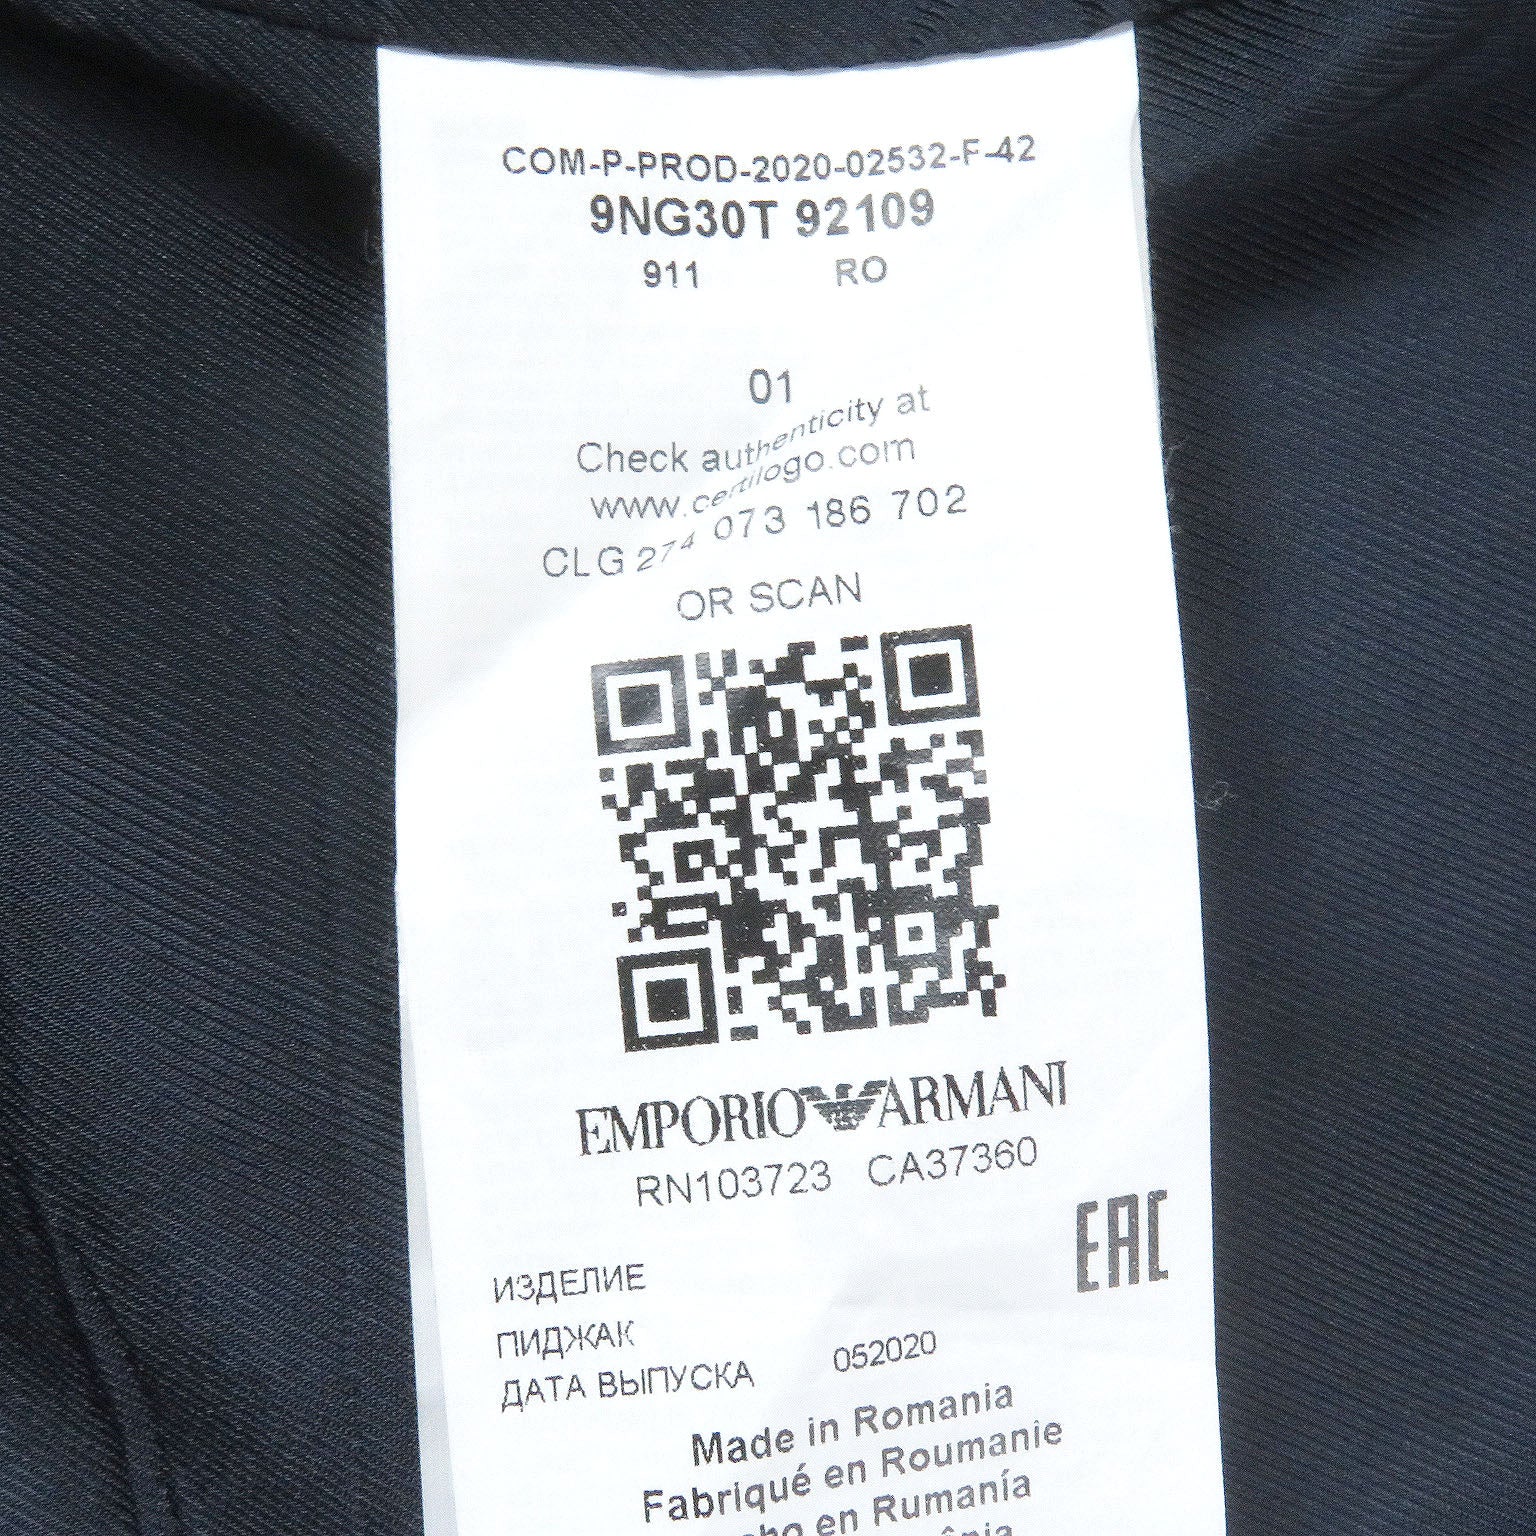 COM-P-PROD-2020-02532-F-42
9NG30T 92109
911 RO
01
Check authenticity at
www.certilogo.com
CLG 274 073 186 702
OR SCAN
EMPORIO ARMANI
RN103723 CA37360
EAC
ИЗДЕЛИЕ
ПИДЖАК
ДАТА ВЫПУСКА 052020
Made in Romania
Fabriqué en Roumanie
en Rumanía